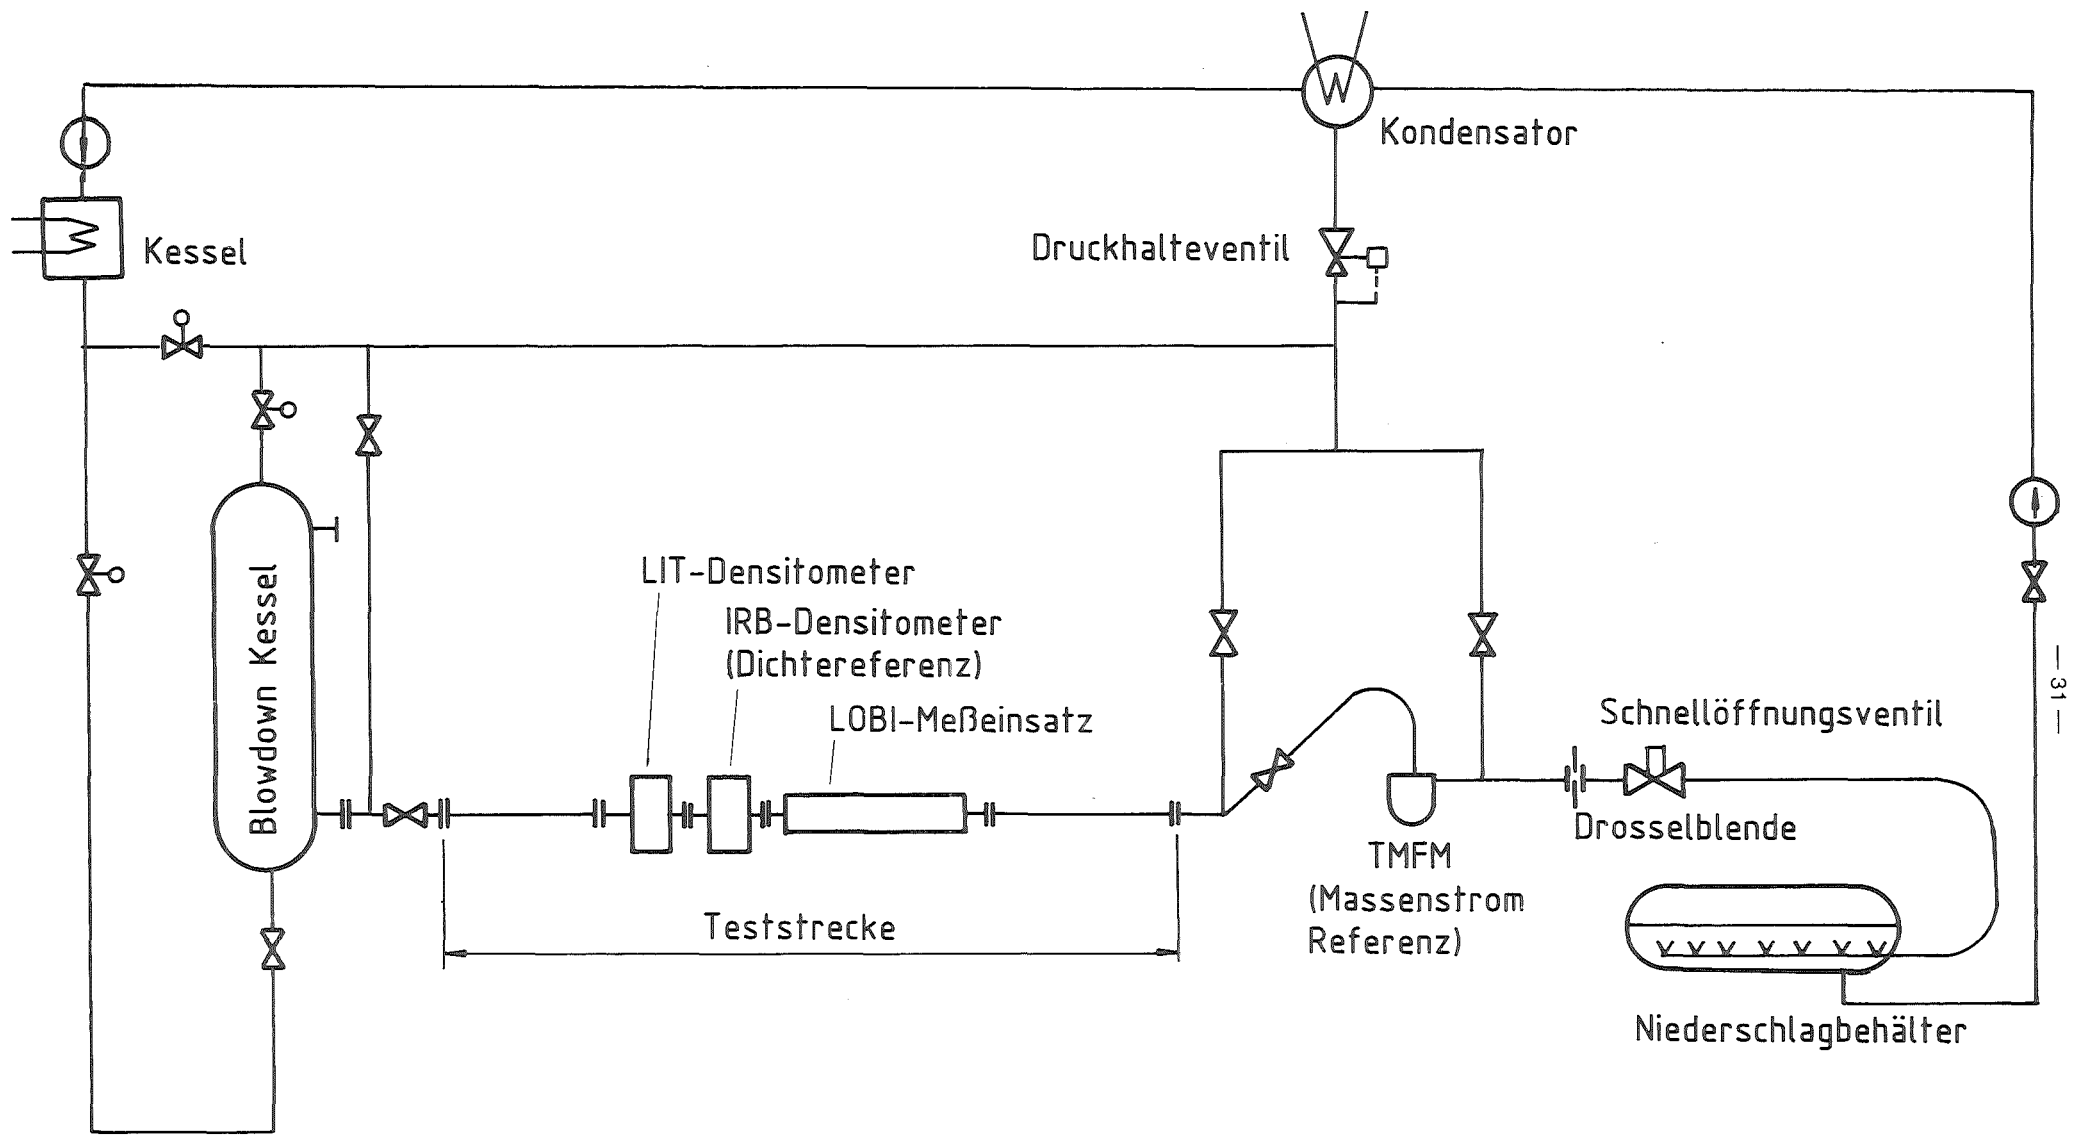 Kondensator
Druckhalteventil
Kessel
Blowdown Kessel
LIT-Densitometer
IRB-Densitometer
(Dichtereferenz)
LOBI-Meßeinsatz
Schnellöffnungsventil
Drosselblende
TMFM
(Massenstrom
Referenz)
Teststrecke
Niederschlagbehälter
— 31 —